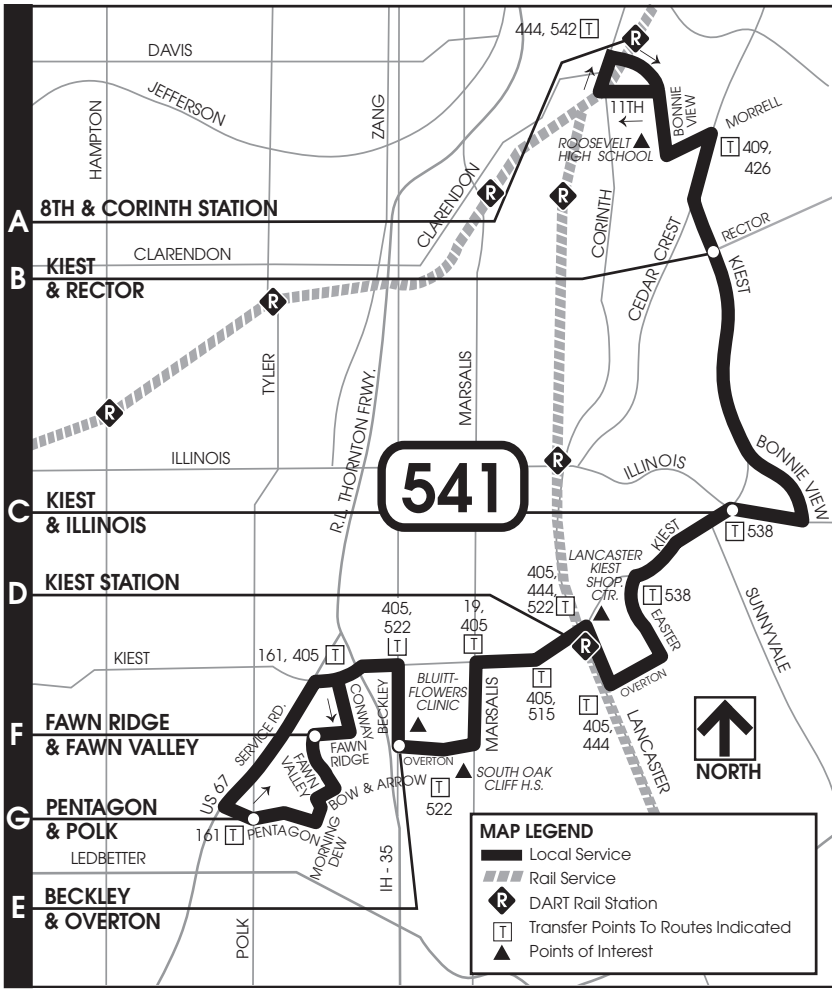 444, 542 T
R
DAVIS
JEFFERSON
HAMPTON
ZANG
11TH
BONNIE
VIEW
MORRELL
ROOSEVELT
HIGH SCHOOL
T 409,
426
R
R
CLARENDON
CORINTH
CEDAR CREST
RECTOR
A
8TH & CORINTH STATION
CLARENDON
B
KIEST
& RECTOR
KIEST
R
TYLER
R
MARSALIS
R.L. THORNTON FRWY.
ILLINOIS
R
ILLINOIS
BONNIE VIEW
541
C
KIEST
& ILLINOIS
T 538
KIEST
LANCASTER
KIEST
SHOP.
CTR.
D
KIEST STATION
405,
444,
522 T
T 538
EASTER
SUNNYVALE
405,
522
T
19,
405
T
161, 405 T
KIEST
R
OVERTON
T
405,
515
T
405,
444
LANCASTER
SERVICE RD.
US 67
CONWAY
BECKLEY
BLUITT-
FLOWERS
CLINIC
MARSALIS
F
FAWN RIDGE
& FAWN VALLEY
FAWN
RIDGE
FAWN
VALLEY
OVERTON
BOW & ARROW
SOUTH OAK
CLIFF H.S.
T
522
NORTH
G
PENTAGON
& POLK
161 T
PENTAGON
MORNING
DEW
LEDBETTER
IH - 35
E
BECKLEY
& OVERTON
POLK
MAP LEGEND
Local Service
Rail Service
R DART Rail Station
T Transfer Points To Routes Indicated
Points of Interest